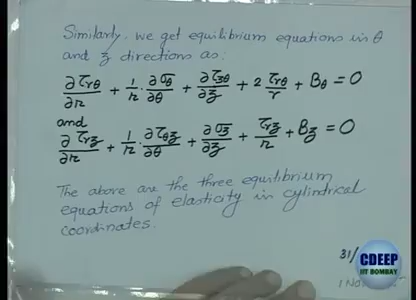 Similarly, we get equilibrium equations in θ
and z directions as:
∂τrθ/∂r + 1/r · ∂σθ/∂θ + ∂τzθ/∂z + 2 τrθ/r + Bθ = 0
and
∂τrz/∂r + 1/r · ∂τθz/∂θ + ∂σz/∂z + τrz/r + Bz = 0
The above are the three equilibrium
equations of elasticity in cylindrical
coordinates.
31/
CDEEP
IIT BOMBAY
1 Nov